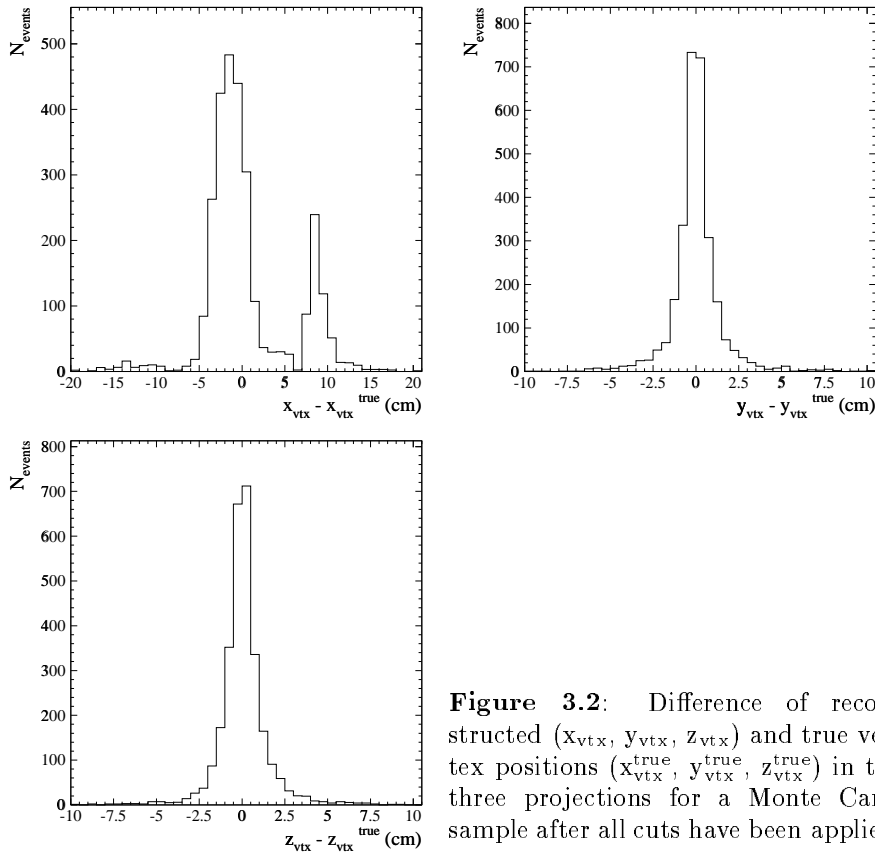 N_events
500
400
300
200
100
0
-20 -15 -10 -5 0 5 10 15 20
x_vtx - x_vtx^true (cm)
N_events
800
700
600
500
400
300
200
100
0
-10 -7.5 -5 -2.5 0 2.5 5 7.5 10
y_vtx - y_vtx^true (cm)
N_events
800
700
600
500
400
300
200
100
0
-10 -7.5 -5 -2.5 0 2.5 5 7.5 10
z_vtx - z_vtx^true (cm)
Figure 3.2: Difference of reco
structed (x_vtx, y_vtx, z_vtx) and true ve
tex positions (x_vtx^true, y_vtx^true, z_vtx^true) in t
three projections for a Monte Car
sample after all cuts have been applie